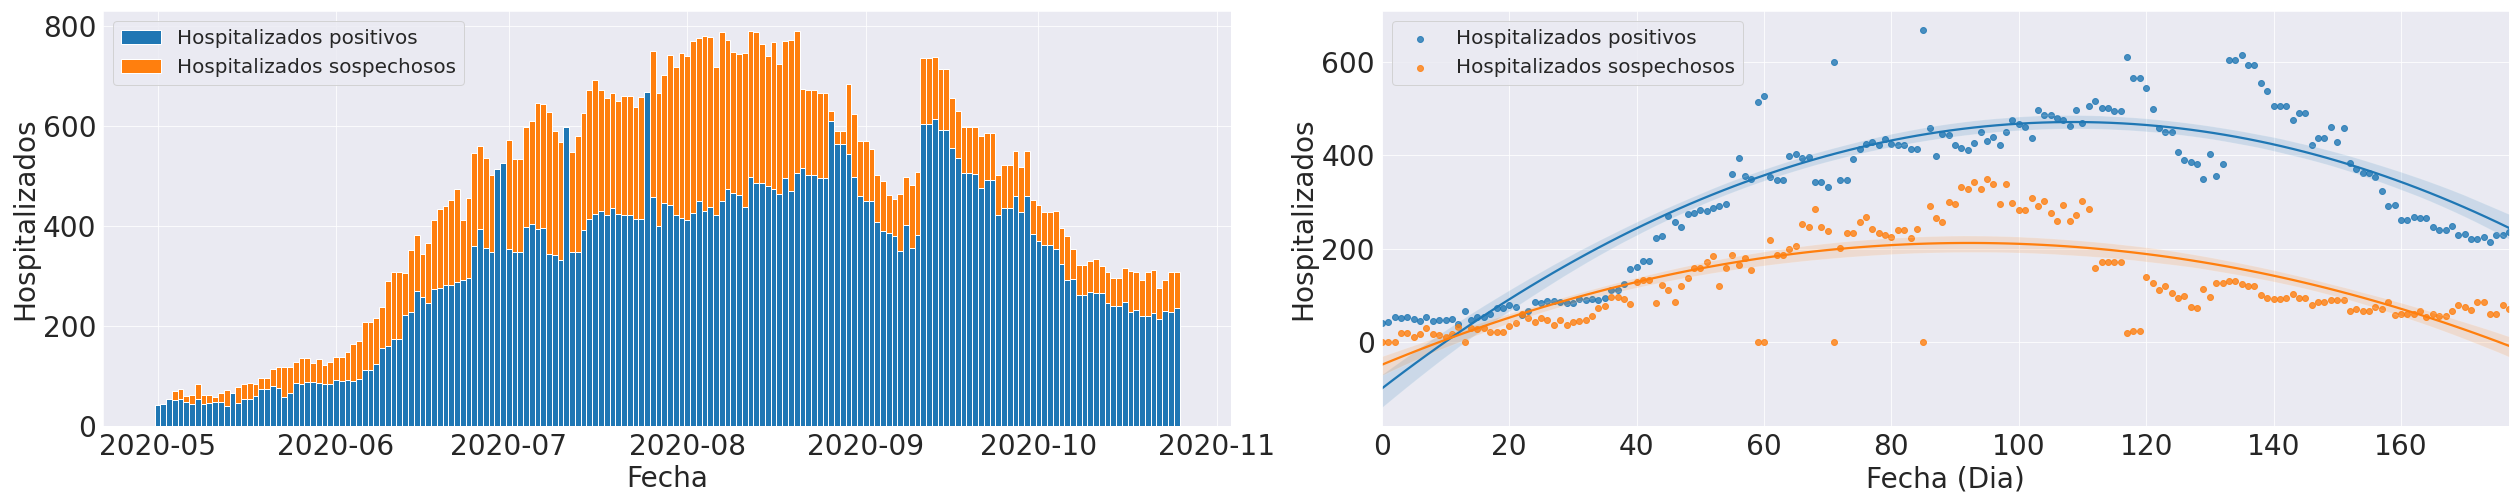 800
600
400
200
0
Hospitalizados
Hospitalizados positivos
Hospitalizados sospechosos
2020-05 2020-06 2020-07 2020-08 2020-09 2020-10 2020-11
Fecha
600
400
200
0
Hospitalizados
Hospitalizados positivos
Hospitalizados sospechosos
0 20 40 60 80 100 120 140 160
Fecha (Dia)